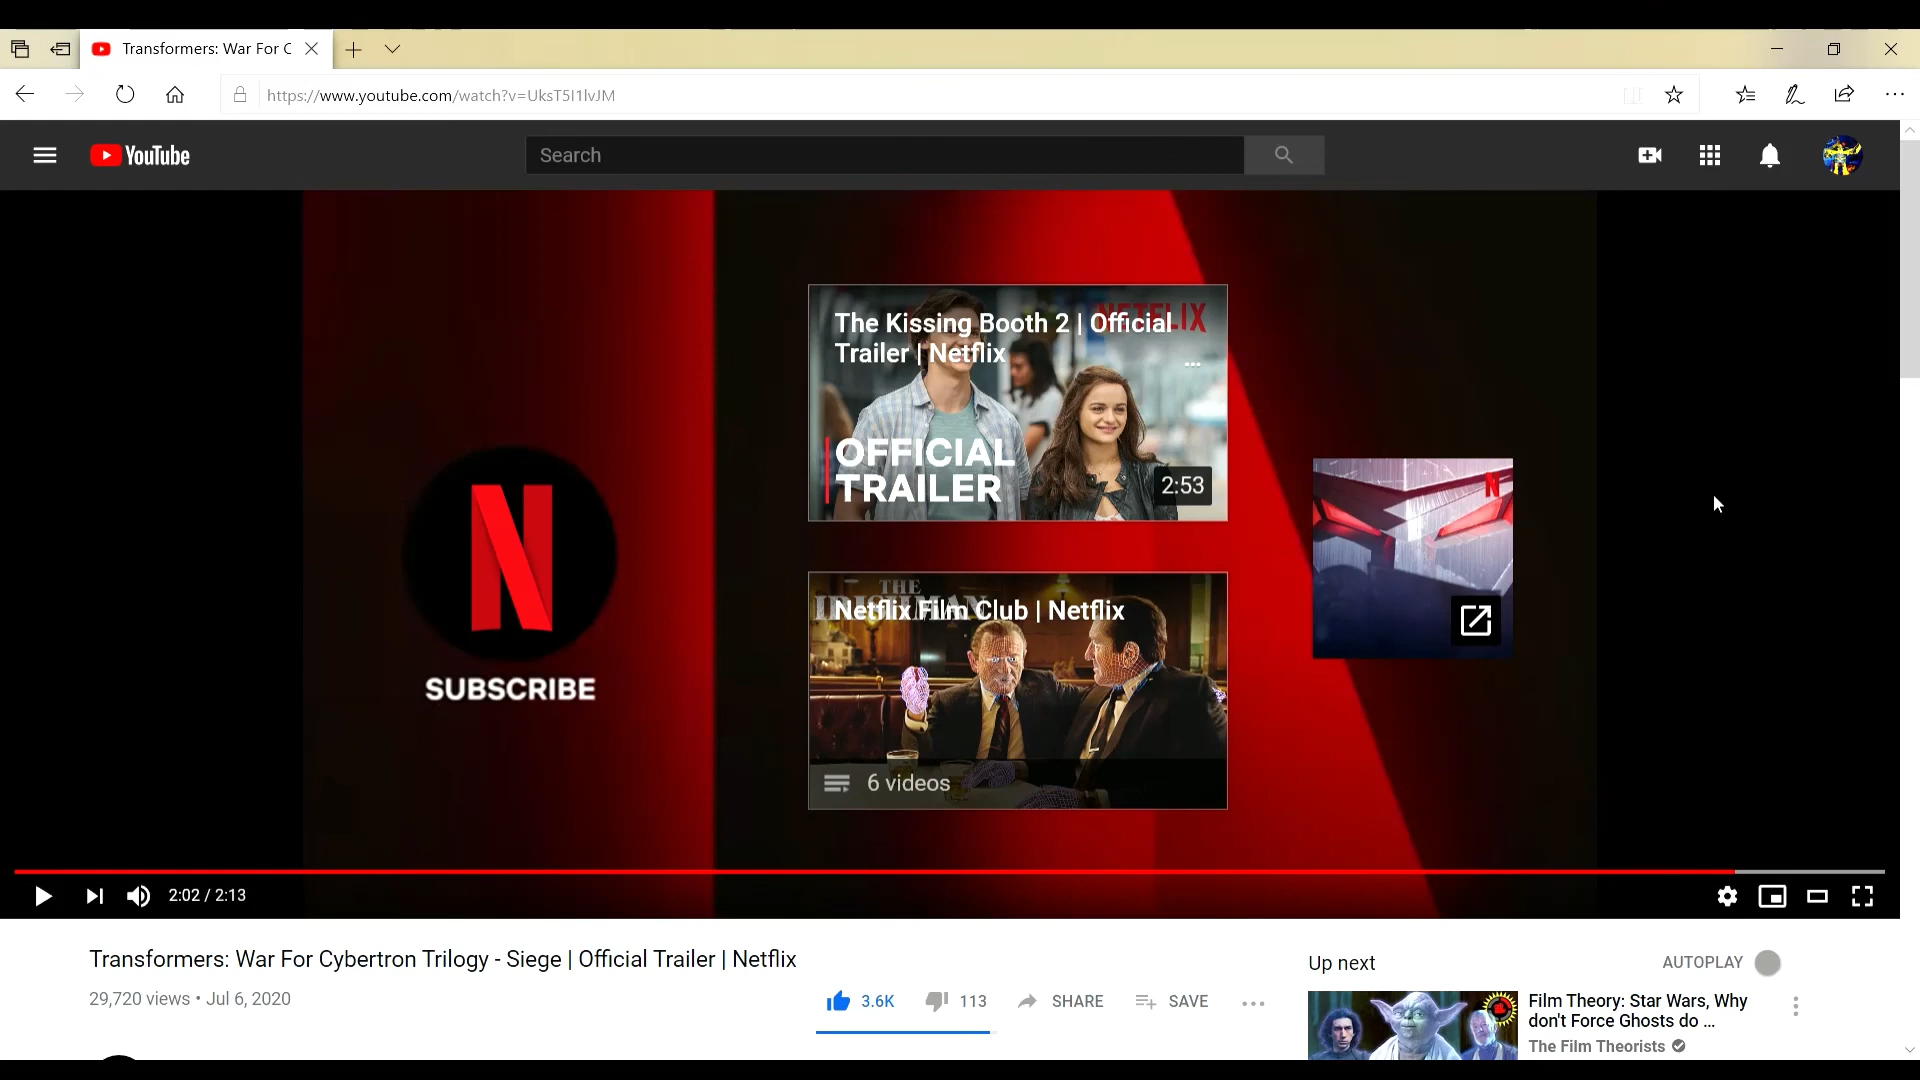 Transformers: War For C
https://www.youtube.com/watch?v=UksT5I1lvJM
YouTube
Search
NETFLIX
The Kissing Booth 2 | Official
Trailer | Netflix
OFFICIAL
TRAILER
2:53
N
SUBSCRIBE
N
THE
IRISHMAN
Netflix Film Club | Netflix
6 videos
2:02 / 2:13
Transformers: War For Cybertron Trilogy - Siege | Official Trailer | Netflix
29,720 views • Jul 6, 2020
3.6K
113
SHARE
SAVE
Up next
AUTOPLAY
Film Theory: Star Wars, Why
don't Force Ghosts do ...
The Film Theorists